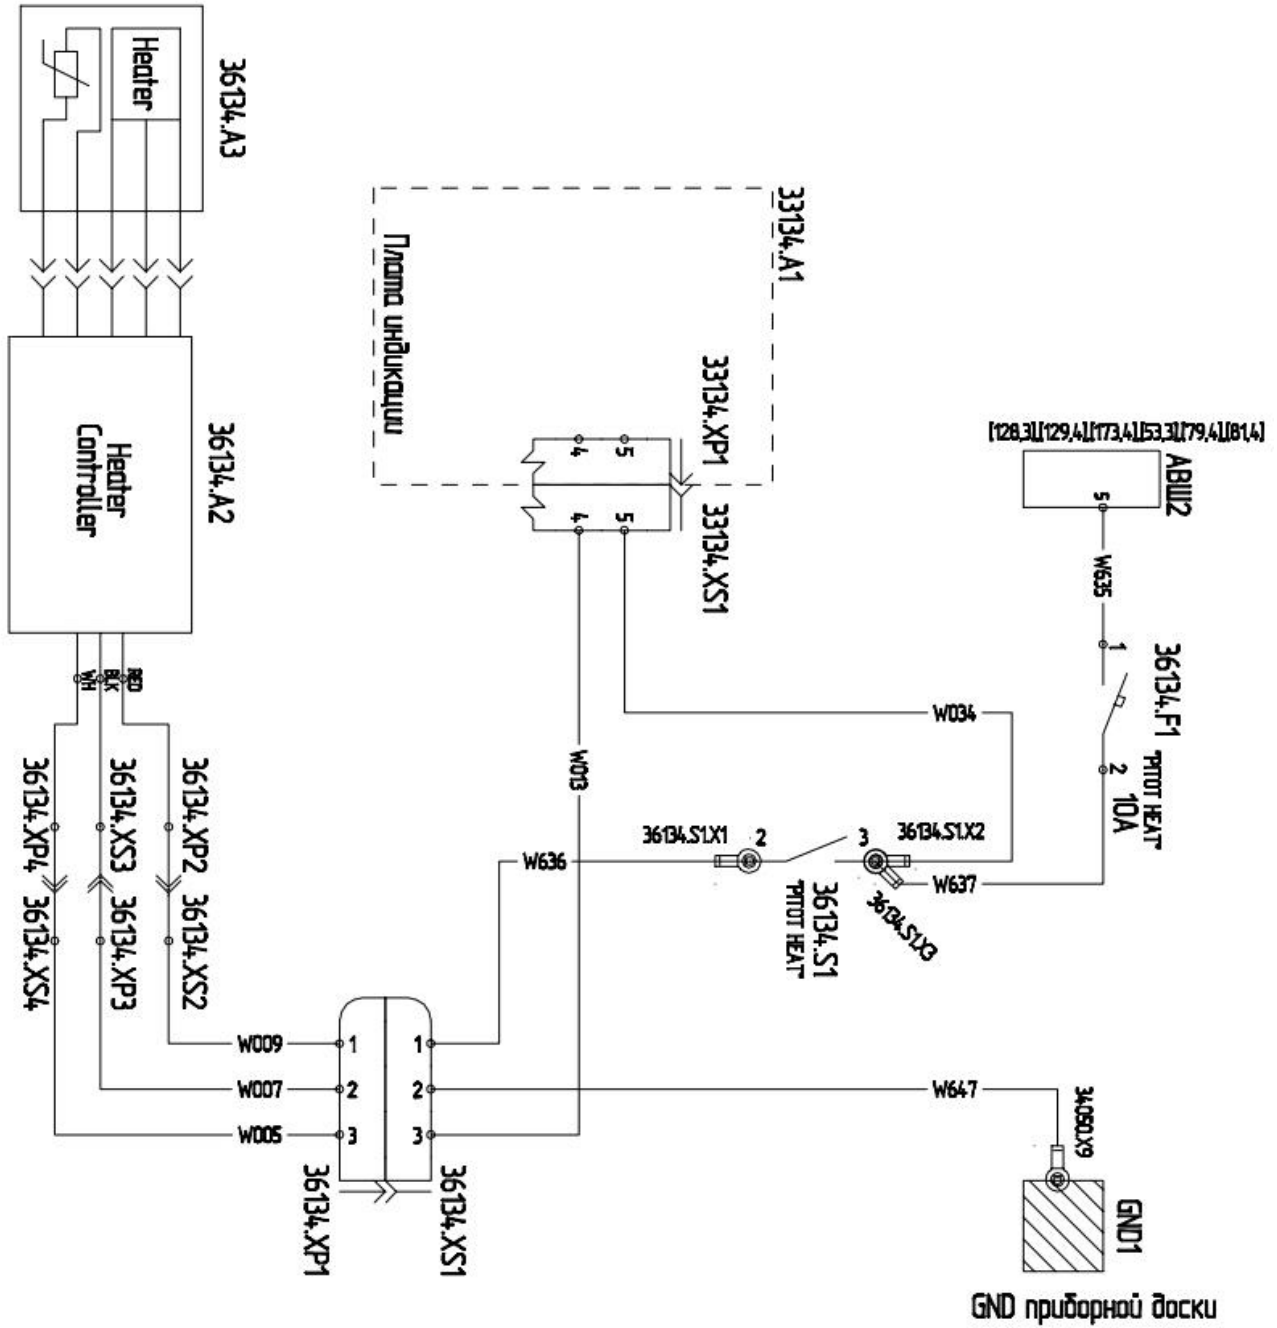 Heater
36134.A3
Плата индикации
33134.A1
33134.XP1
33134.XS1
4
5
4
5
[128,3][129,4][173,4][53,3][79,4][81,4]
АВШ2
5
W635
1
36134.F1
"PITOT HEAT"
2
10A
Heater
Controller
36134.A2
WH
BLK
RED
W034
W013
36134.S1.X1
2
3
36134.S1.X2
W636
W637
36134.S1.X3
36134.S1
"PITOT HEAT"
36134.XP4
36134.XS3
36134.XP2
36134.XS4
36134.XP3
36134.XS2
W009
1
1
W007
2
2
W647
W005
3
3
34050.X9
36134.XP1
36134.XS1
GND1
GND приборной доски